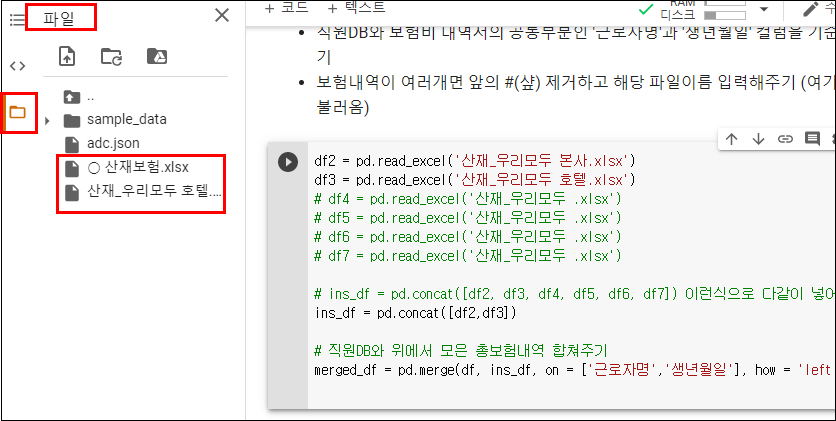 파일
+ 코드 + 텍스트
RAM
디스크
..
sample_data
adc.json
○ 산재보험.xlsx
산재_우리모두 호텔....
직원DB와 보험비 내역서의 공통부분인 '근로자명'과 '생년월일' 컬럼을 기준
기
보험내역이 여러개면 앞의 #(샾) 제거하고 해당 파일이름 입력해주기 (여기
불러옴)
df2 = pd.read_excel('산재_우리모두 본사.xlsx')
df3 = pd.read_excel('산재_우리모두 호텔.xlsx')
# df4 = pd.read_excel('산재_우리모두 .xlsx')
# df5 = pd.read_excel('산재_우리모두 .xlsx')
# df6 = pd.read_excel('산재_우리모두 .xlsx')
# df7 = pd.read_excel('산재_우리모두 .xlsx')
# ins_df = pd.concat([df2, df3, df4, df5, df6, df7]) 이런식으로 다같이 넣어
ins_df = pd.concat([df2,df3])
# 직원DB와 위에서 모은 총보험내역 합쳐주기
merged_df = pd.merge(df, ins_df, on = ['근로자명','생년월일'], how = 'left